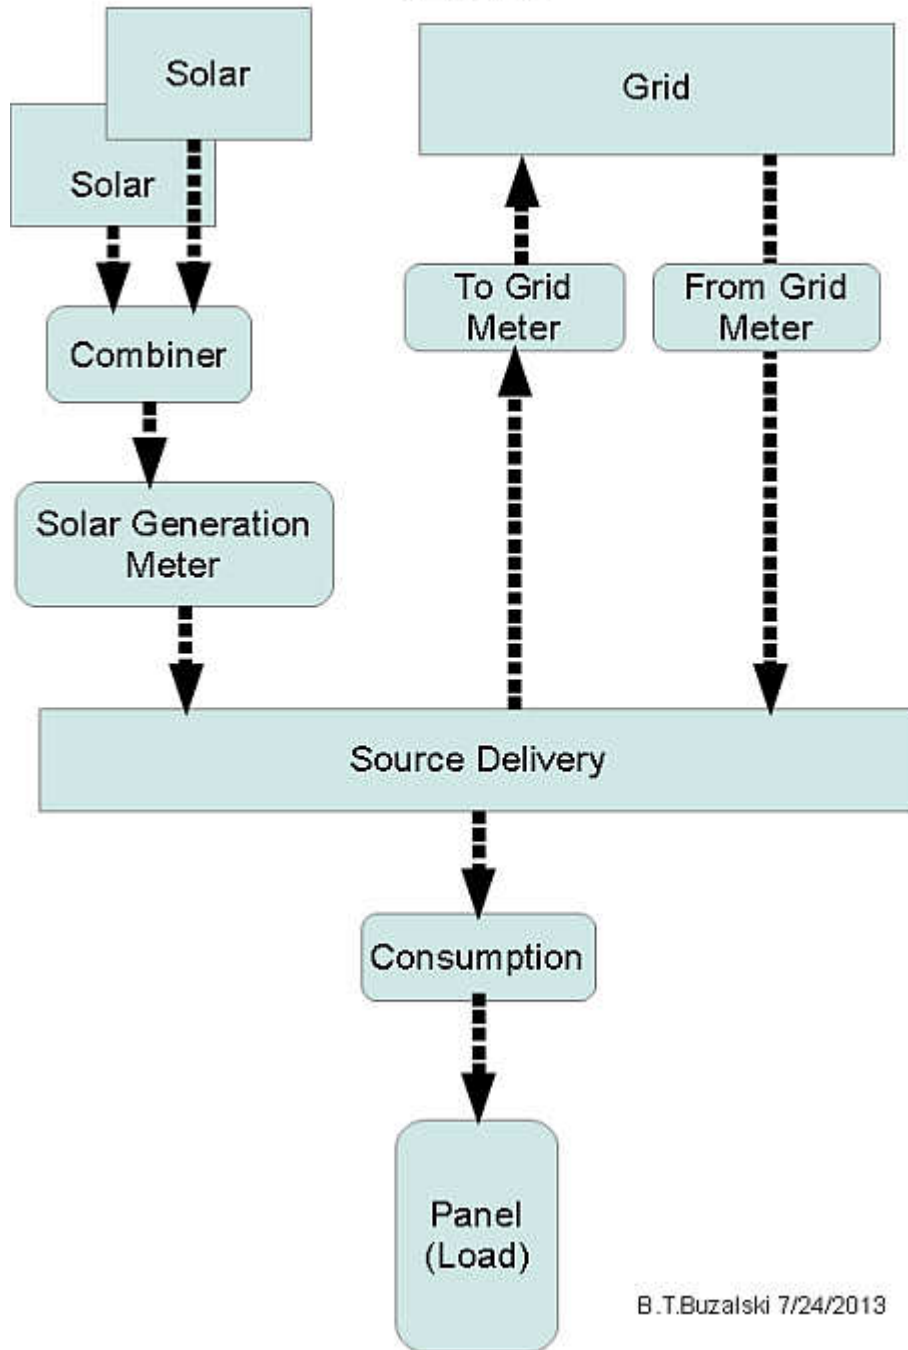 Solar
Solar
Grid
To Grid
Meter
From Grid
Meter
Combiner
Solar Generation
Meter
Source Delivery
Consumption
Panel
(Load)
B.T.Buzalski 7/24/2013